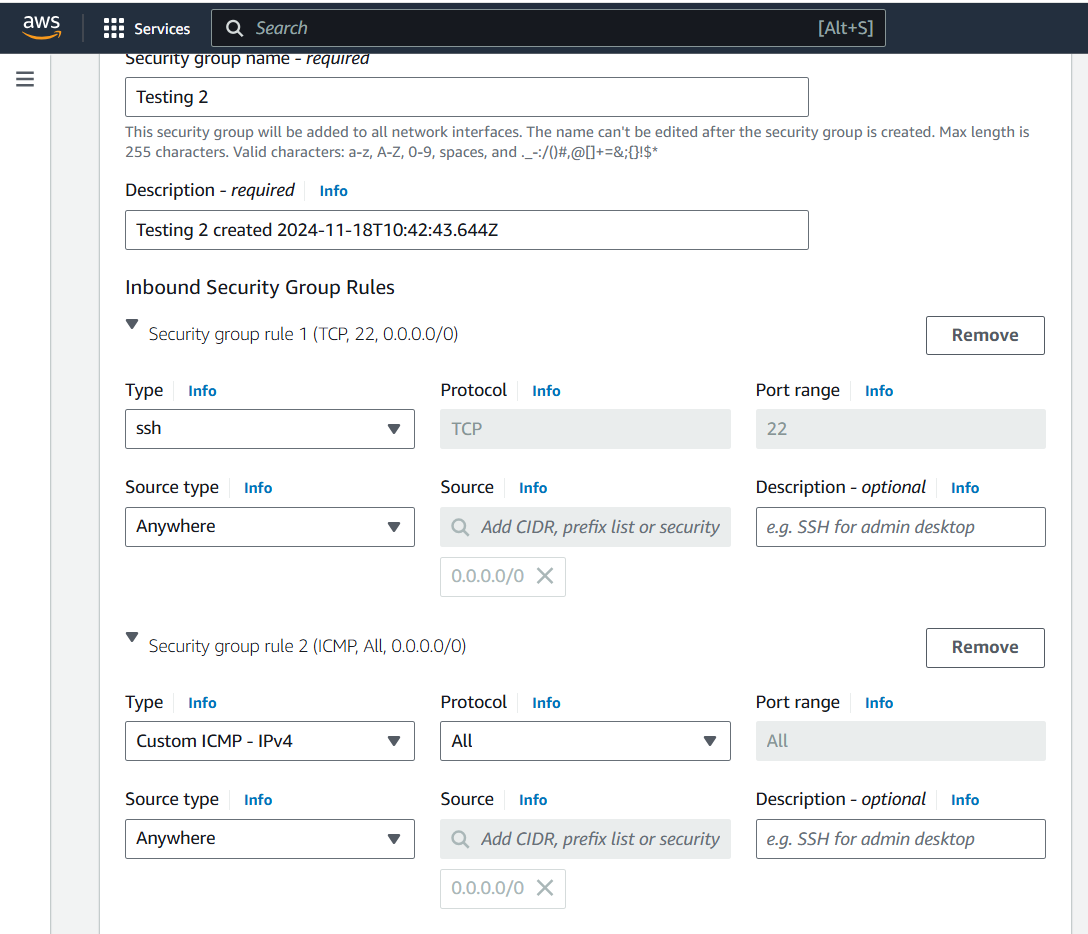 aws Services Search [Alt+S]
Security group name - required
Testing 2
This security group will be added to all network interfaces. The name can't be edited after the security group is created. Max length is
255 characters. Valid characters: a-z, A-Z, 0-9, spaces, and ._-:/()#,@[]+=&;{}!$*
Description - required Info
Testing 2 created 2024-11-18T10:42:43.644Z
Inbound Security Group Rules
Security group rule 1 (TCP, 22, 0.0.0.0/0) Remove
Type Info Protocol Info Port range Info
ssh TCP 22
Source type Info Source Info Description - optional Info
Anywhere Add CIDR, prefix list or security e.g. SSH for admin desktop
0.0.0.0/0
Security group rule 2 (ICMP, All, 0.0.0.0/0) Remove
Type Info Protocol Info Port range Info
Custom ICMP - IPv4 All All
Source type Info Source Info Description - optional Info
Anywhere Add CIDR, prefix list or security e.g. SSH for admin desktop
0.0.0.0/0